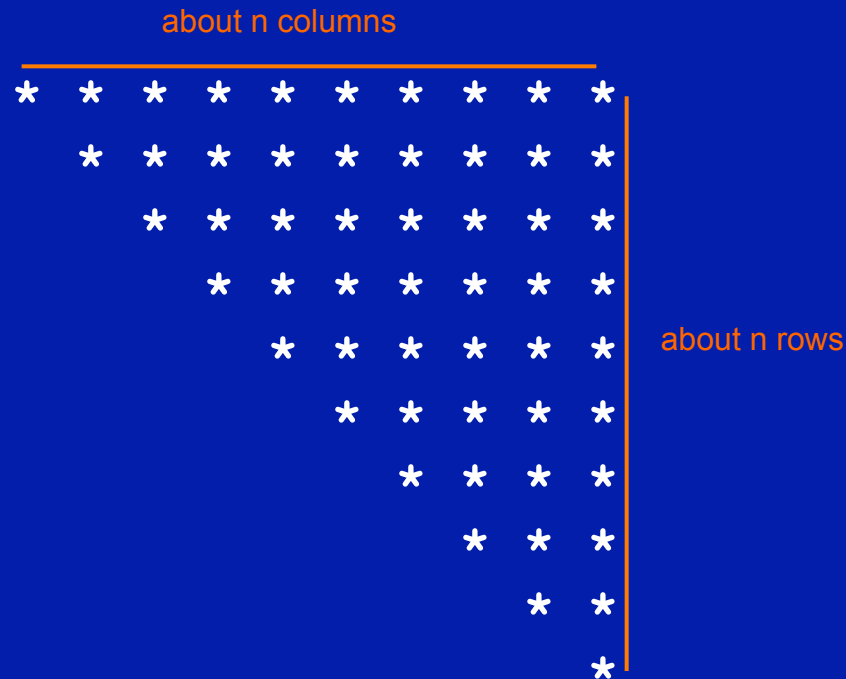 about n columns
* * * * * * * * * *
* * * * * * * * *
* * * * * * * *
* * * * * * *
* * * * * *
about n rows
* * * * *
* * * *
* * *
* *
*